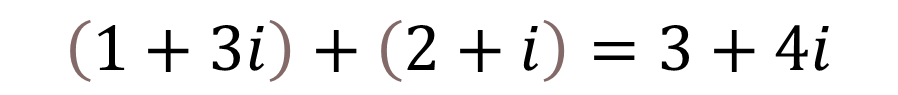 (1 + 3i) + (2 + i) = 3 + 4i